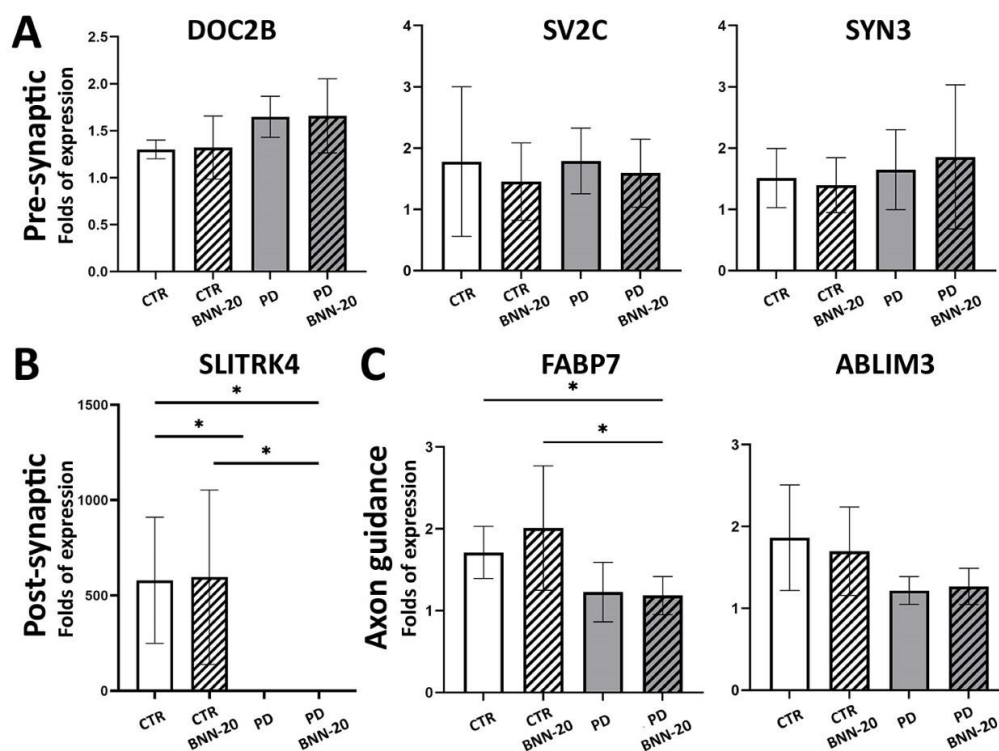 A
DOC2B
SV2C
SYN3
Pre-synaptic
Folds of expression
2.5
2.0
1.5
1.0
0.5
0.0
CTR
CTR BNN-20
PD
PD BNN-20
4
3
2
1
0
CTR
CTR BNN-20
PD
PD BNN-20
4
3
2
1
0
CTR
CTR BNN-20
PD
PD BNN-20
B
SLITRK4
Post-synaptic
Folds of expression
1500
1000
500
0
*
*
*
CTR
CTR BNN-20
PD
PD BNN-20
C
FABP7
ABLIM3
Axon guidance
Folds of expression
3
2
1
0
*
*
CTR
CTR BNN-20
PD
PD BNN-20
3
2
1
0
CTR
CTR BNN-20
PD
PD BNN-20